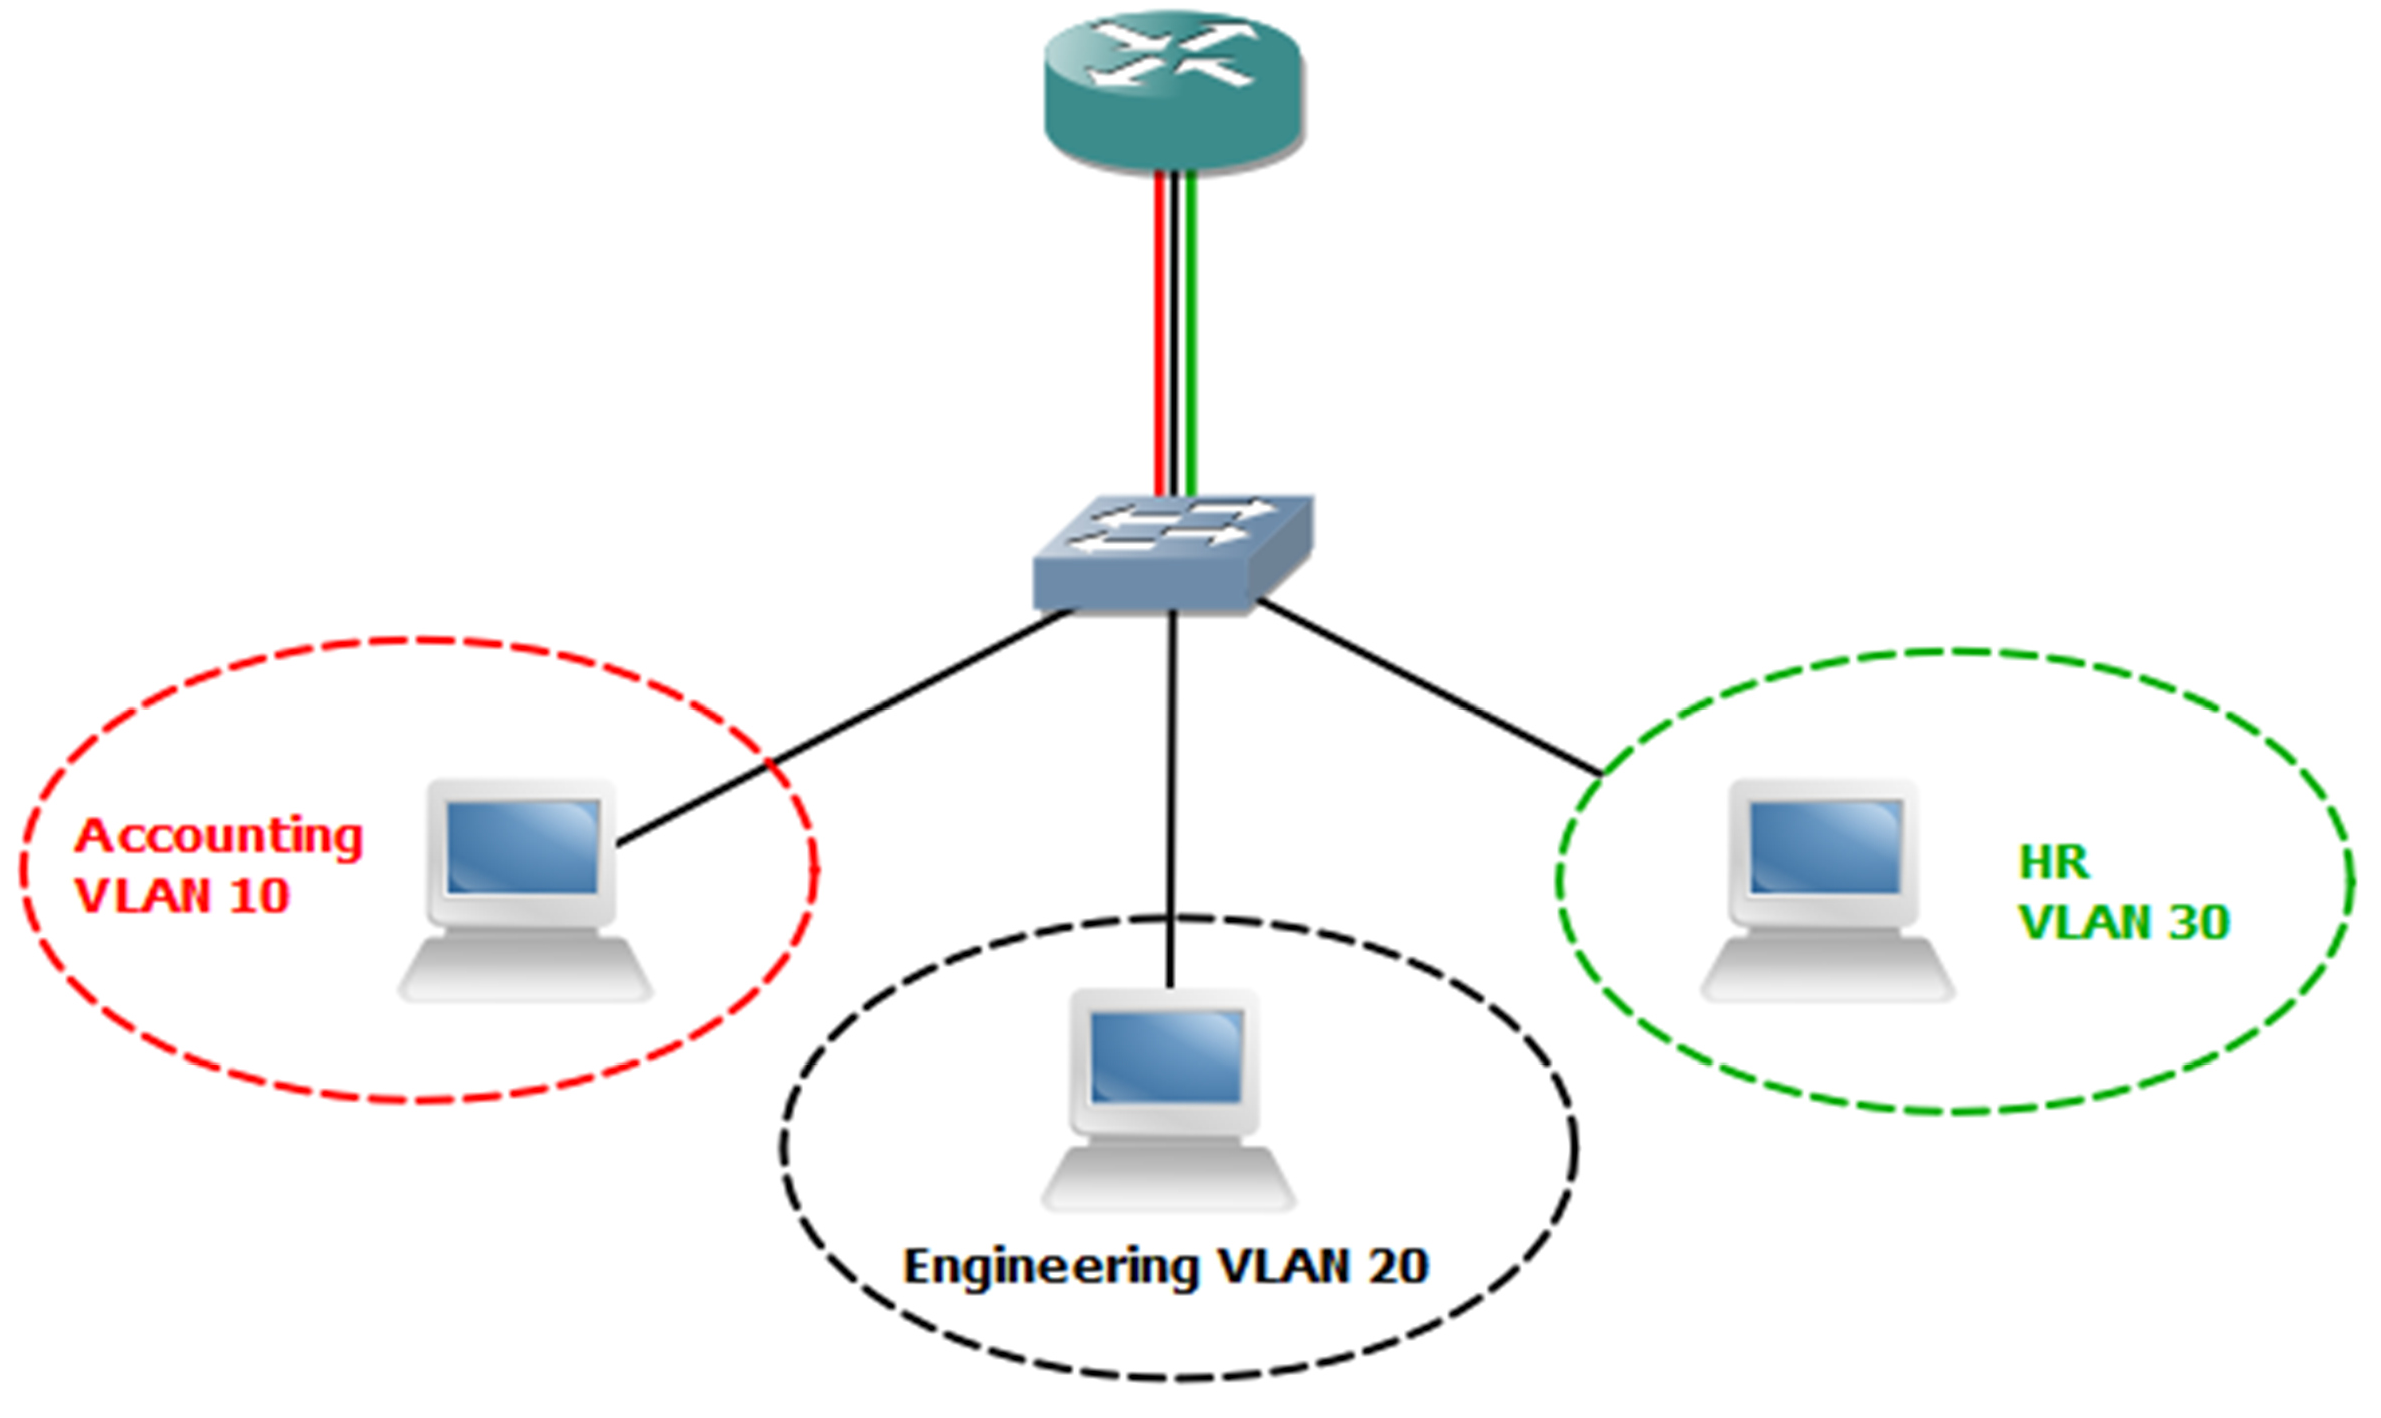 Accounting
VLAN 10
HR
VLAN 30
Engineering VLAN 20